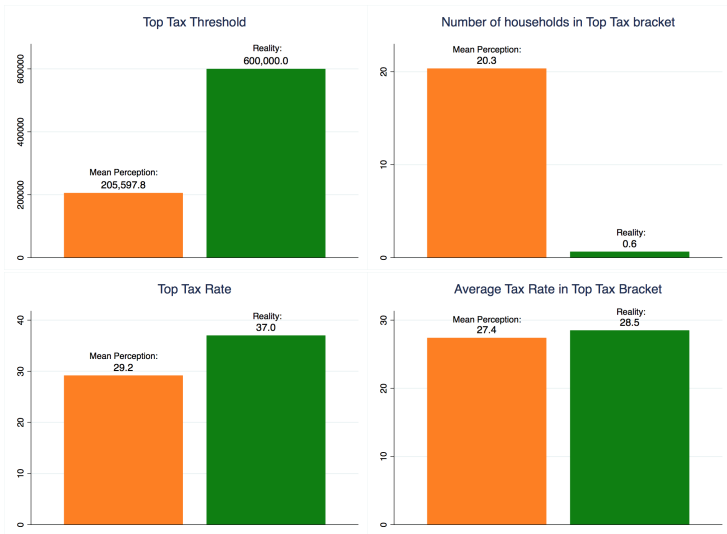 Top Tax Threshold
600000
400000
200000
0
Mean Perception:
205,597.8
Reality:
600,000.0
Number of households in Top Tax bracket
20
10
0
Mean Perception:
20.3
Reality:
0.6
Top Tax Rate
40
30
20
10
0
Mean Perception:
29.2
Reality:
37.0
Average Tax Rate in Top Tax Bracket
30
20
10
0
Mean Perception:
27.4
Reality:
28.5